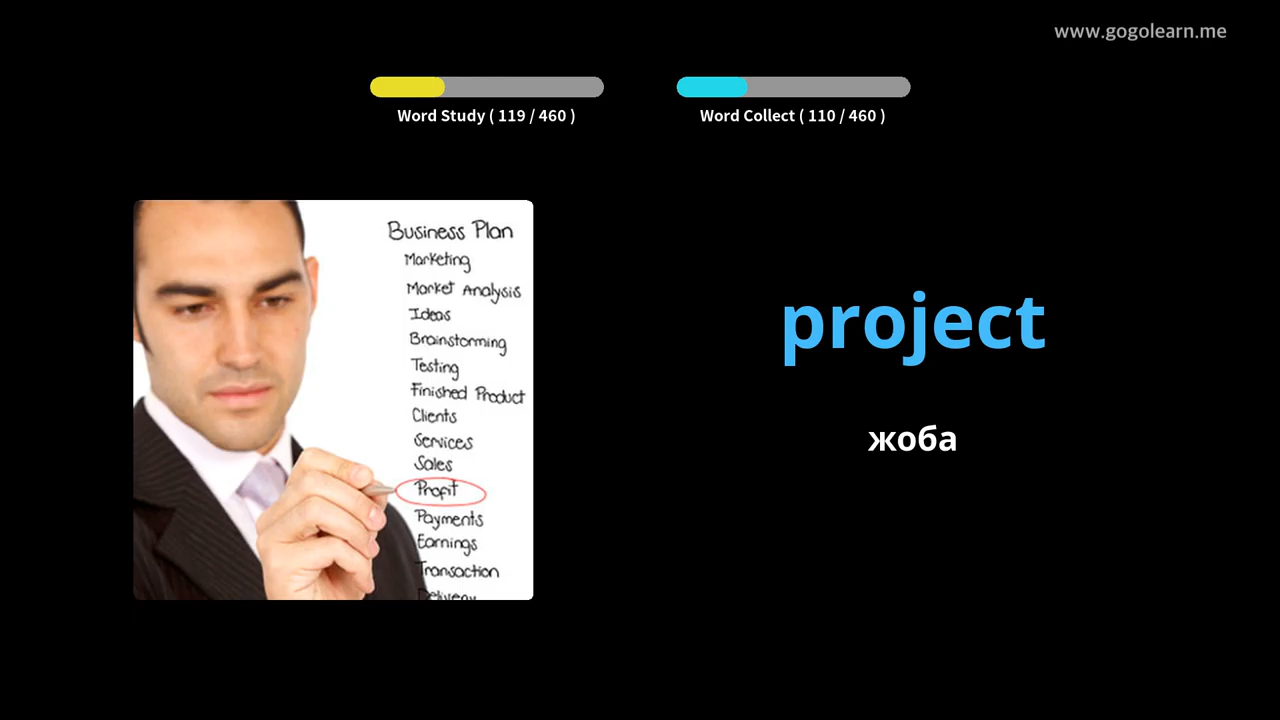 www.gogolearn.me
Word Study ( 119 / 460 )
Word Collect ( 110 / 460 )
Business Plan
Marketing
Market Analysis
Ideas
Brainstorming
Testing
Finished Product
Clients
Services
Sales
Profit
Payments
Earnings
Transaction
Delivery
project
жоба